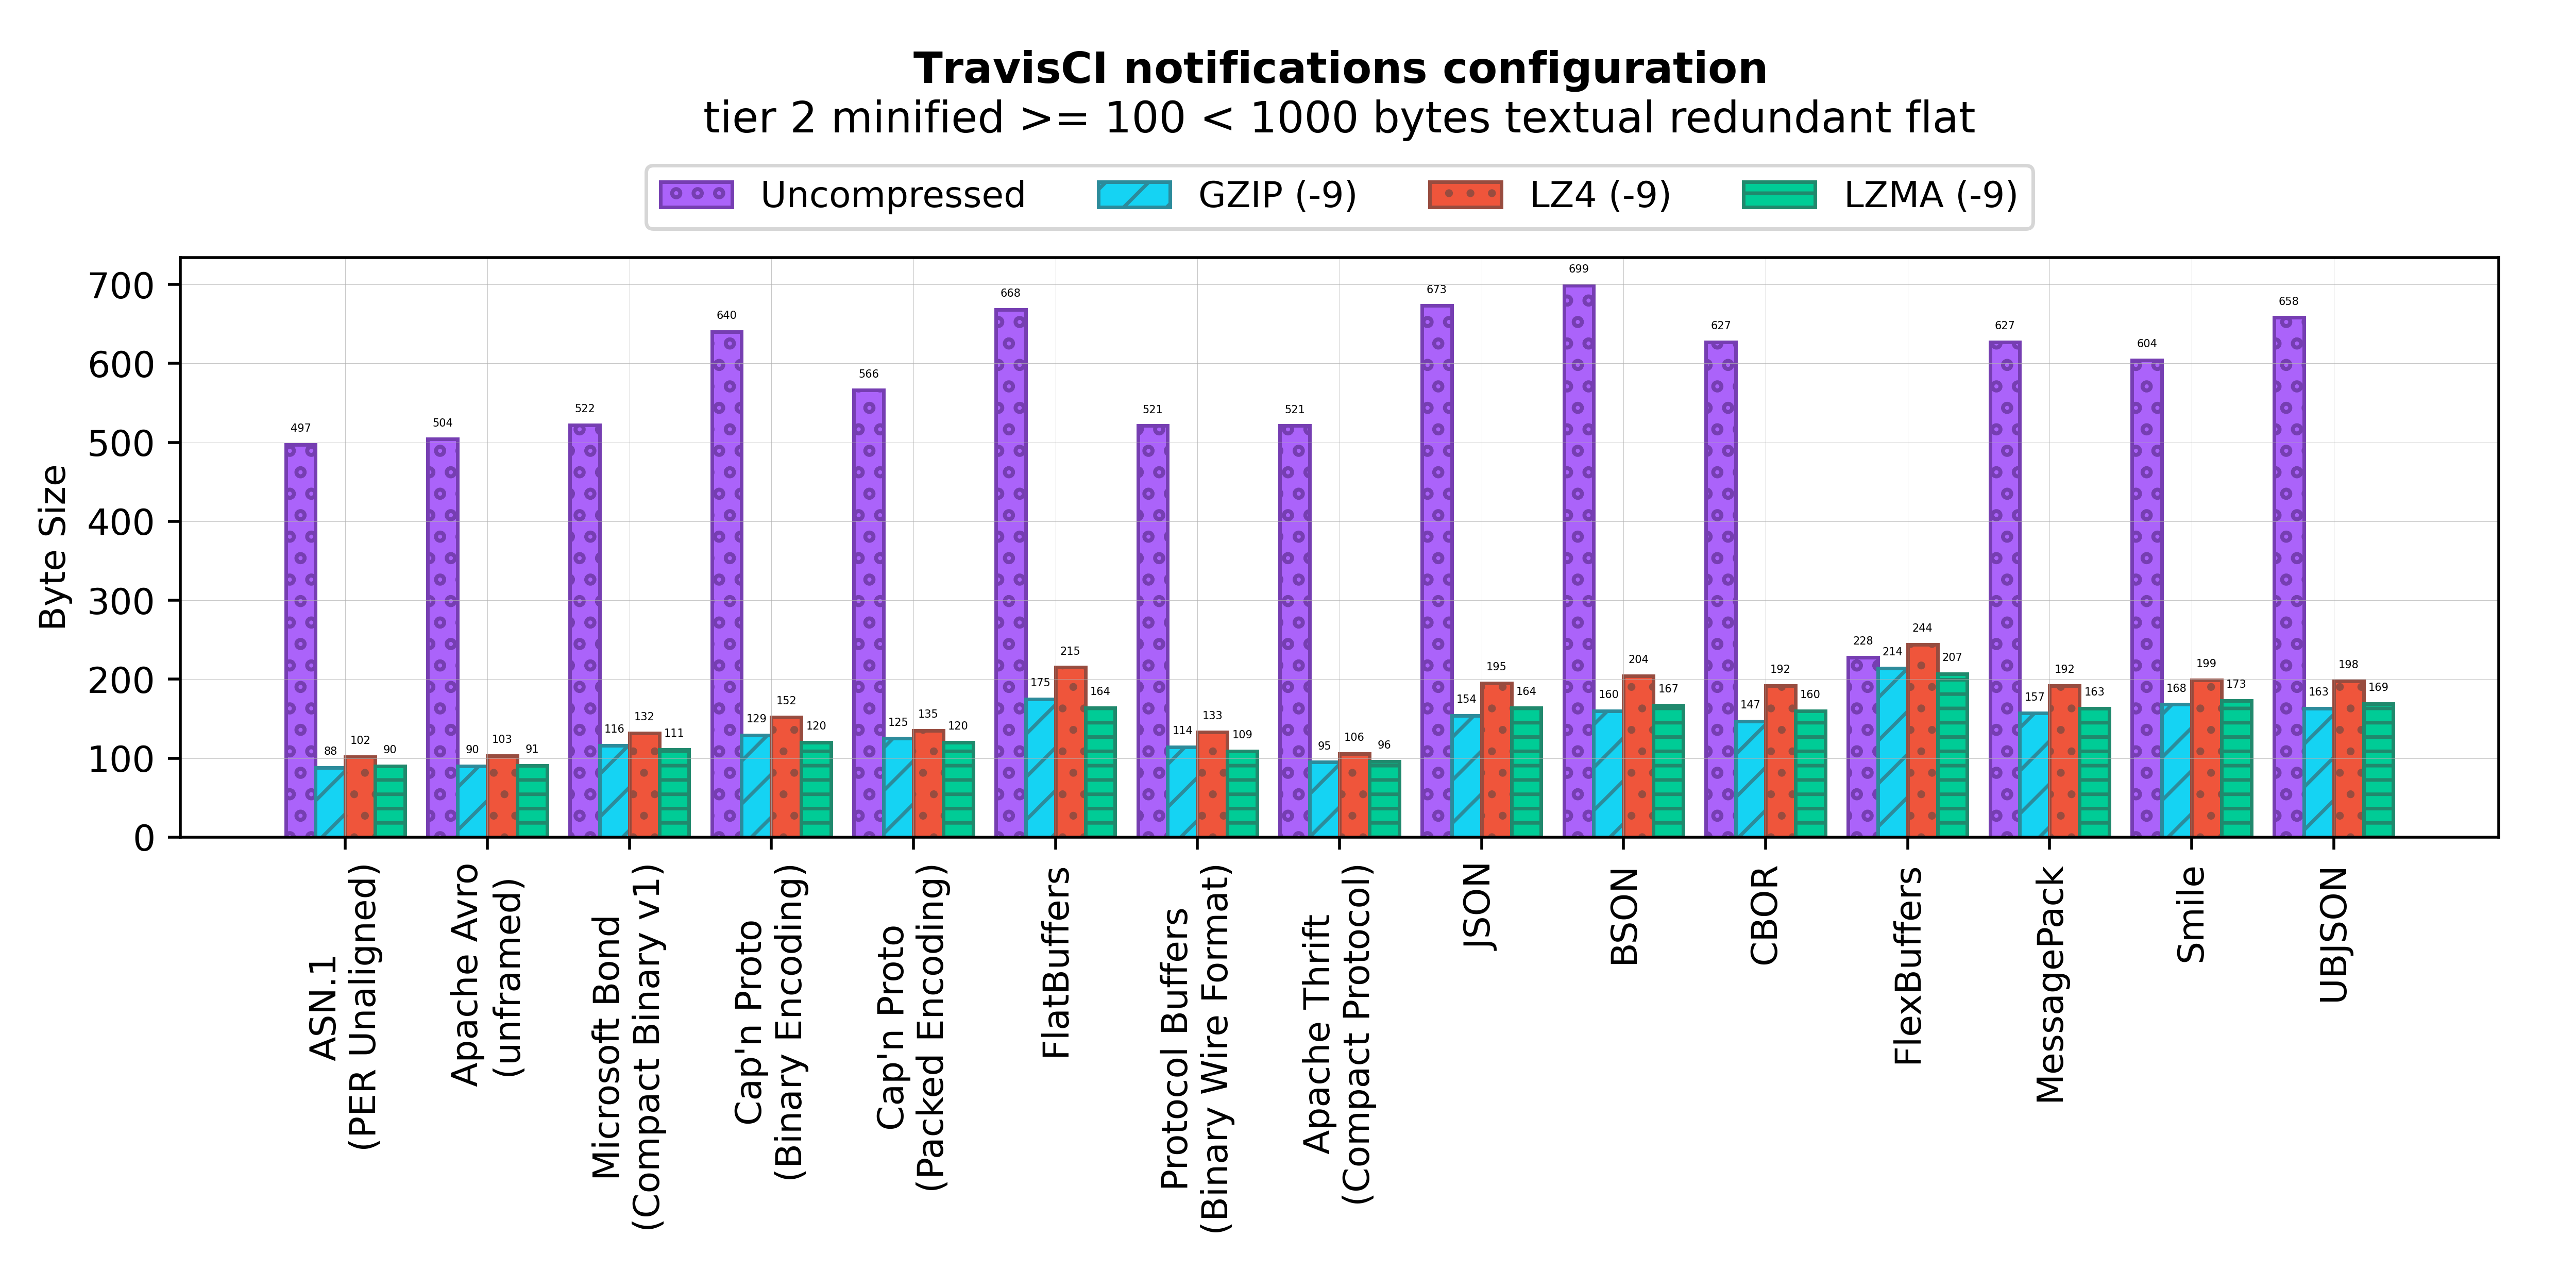 TravisCI notifications configuration
tier 2 minified >= 100 < 1000 bytes textual redundant flat
Uncompressed GZIP (-9) LZ4 (-9) LZMA (-9)
Byte Size
700
600
500
400
300
200
100
0
497 88 102 90
504 90 103 91
522 116 132 111
640 129 152 120
566 125 135 120
668 175 215 164
521 114 133 109
521 95 106 96
673 154 195 164
699 160 204 167
627 147 192 160
228 214 244 207
627 157 192 163
604 168 199 173
658 163 198 169
ASN.1
(PER Unaligned)
Apache Avro
(unframed)
Microsoft Bond
(Compact Binary v1)
Cap'n Proto
(Binary Encoding)
Cap'n Proto
(Packed Encoding)
FlatBuffers
Protocol Buffers
(Binary Wire Format)
Apache Thrift
(Compact Protocol)
JSON
BSON
CBOR
FlexBuffers
MessagePack
Smile
UBJSON